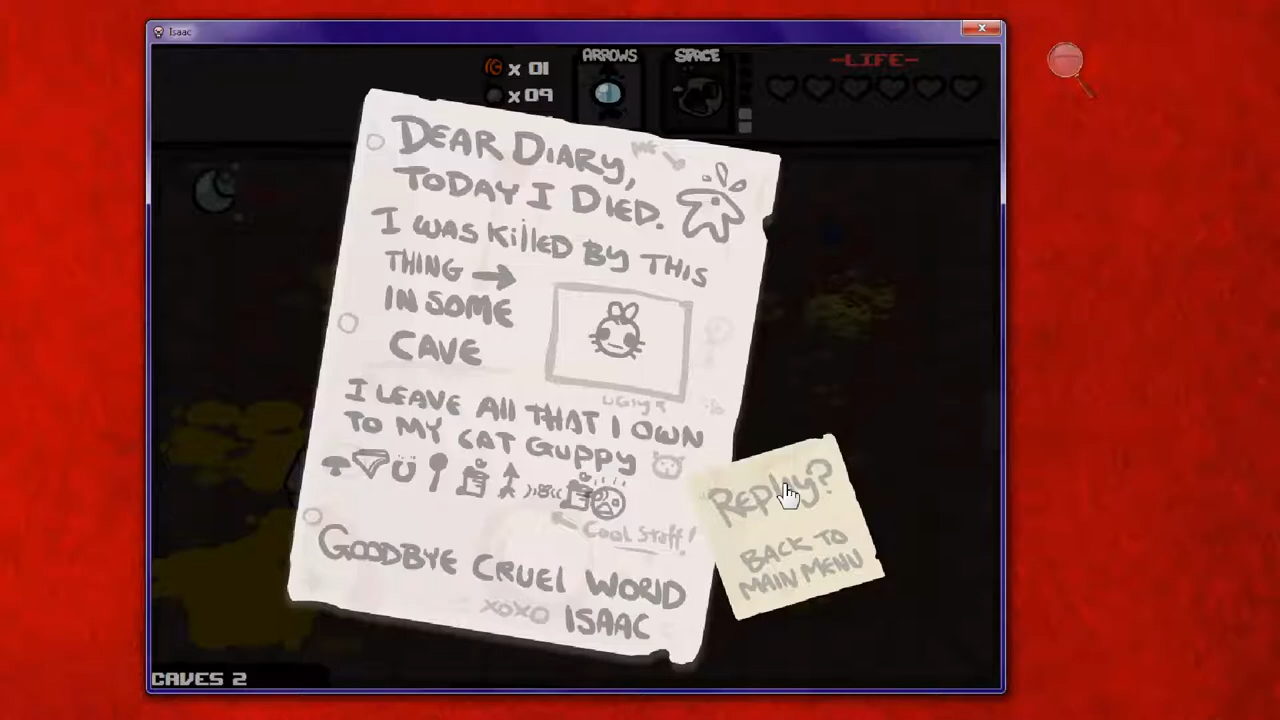 Isaac
ARROWS
SPACE
-LIFE-
x 01
x 09
DEAR DIARY,
TODAY I DIED.
I WAS KILLED BY THIS
THING →
IN SOME
CAVE
I LEAVE ALL THAT I OWN
TO MY CAT GUPPY
COOL STUFF!
GOODBYE CRUEL WORLD
XOXO ISAAC
REPLAY?
BACK TO
MAIN MENU
CAVES 2